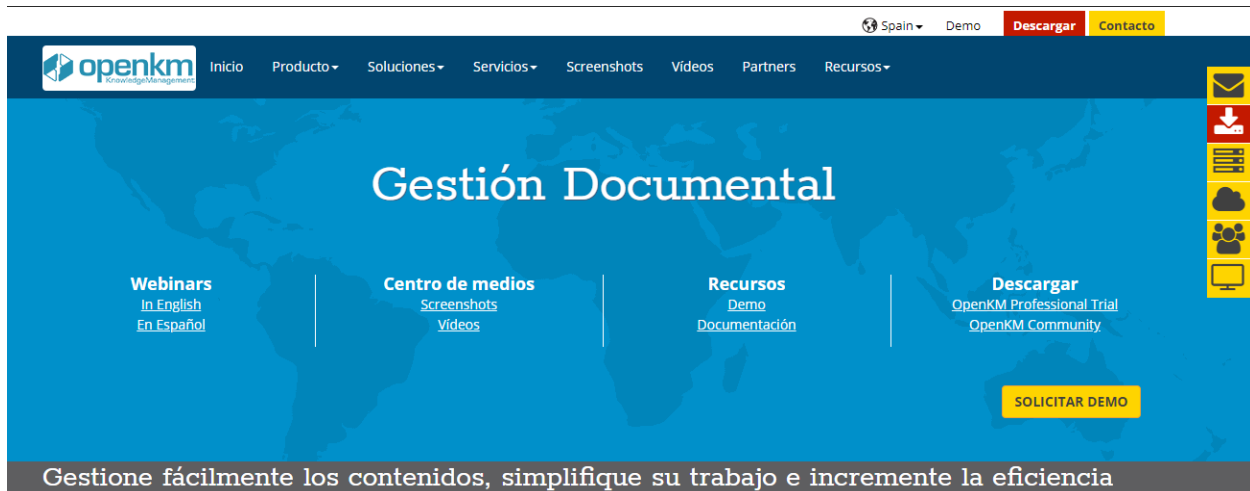 Spain Demo Descargar Contacto
openkm
KnowledgeManagement
Inicio Producto Soluciones Servicios Screenshots Vídeos Partners Recursos
Gestión Documental
Webinars
In English
En Español
Centro de medios
Screenshots
Vídeos
Recursos
Demo
Documentación
Descargar
OpenKM Professional Trial
OpenKM Community
SOLICITAR DEMO
Gestione fácilmente los contenidos, simplifique su trabajo e incremente la eficiencia